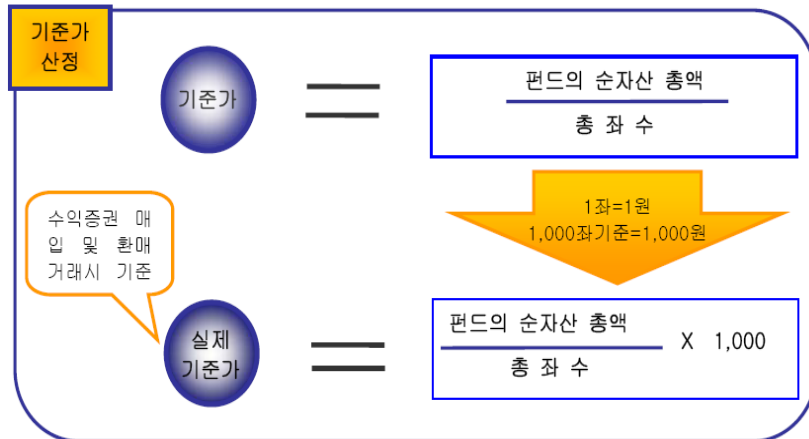 기준가
산정
기준가
펀드의 순자산 총액
총 좌 수
1좌=1원
1,000좌기준=1,000원
수익증권 매
입 및 환매
거래시 기준
실제
기준가
펀드의 순자산 총액
총 좌 수
X 1,000